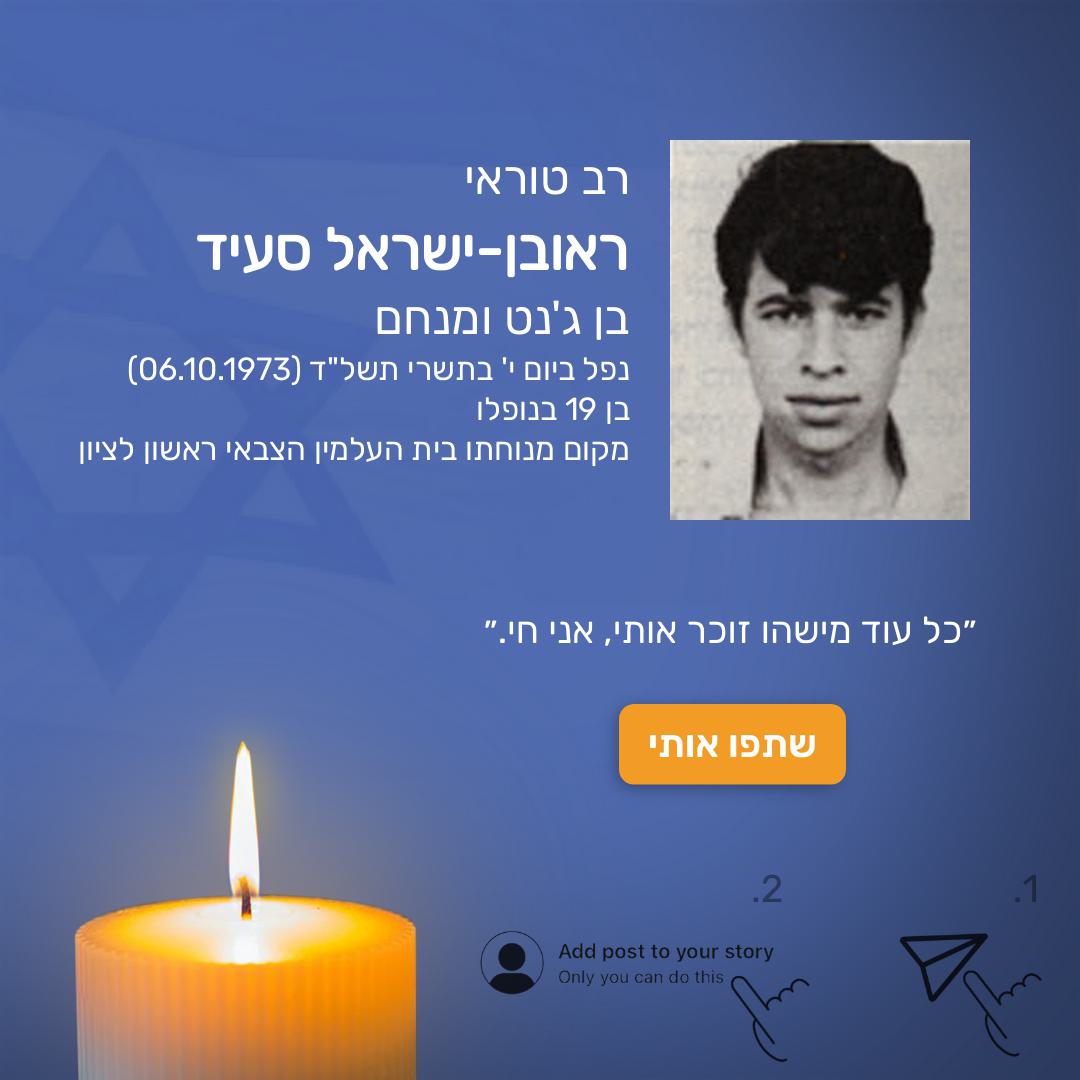 רב טוראי
ראובן-ישראל סעיד
בן ג'נט ומנחם
נפל ביום י' בתשרי תשל"ד (06.10.1973)
בן 19 בנופלו
מקום מנוחתו בית העלמין הצבאי ראשון לציון
״כל עוד מישהו זוכר אותי, אני חי.״
שתפו אותי
.1
.2
Add post to your story
Only you can do this